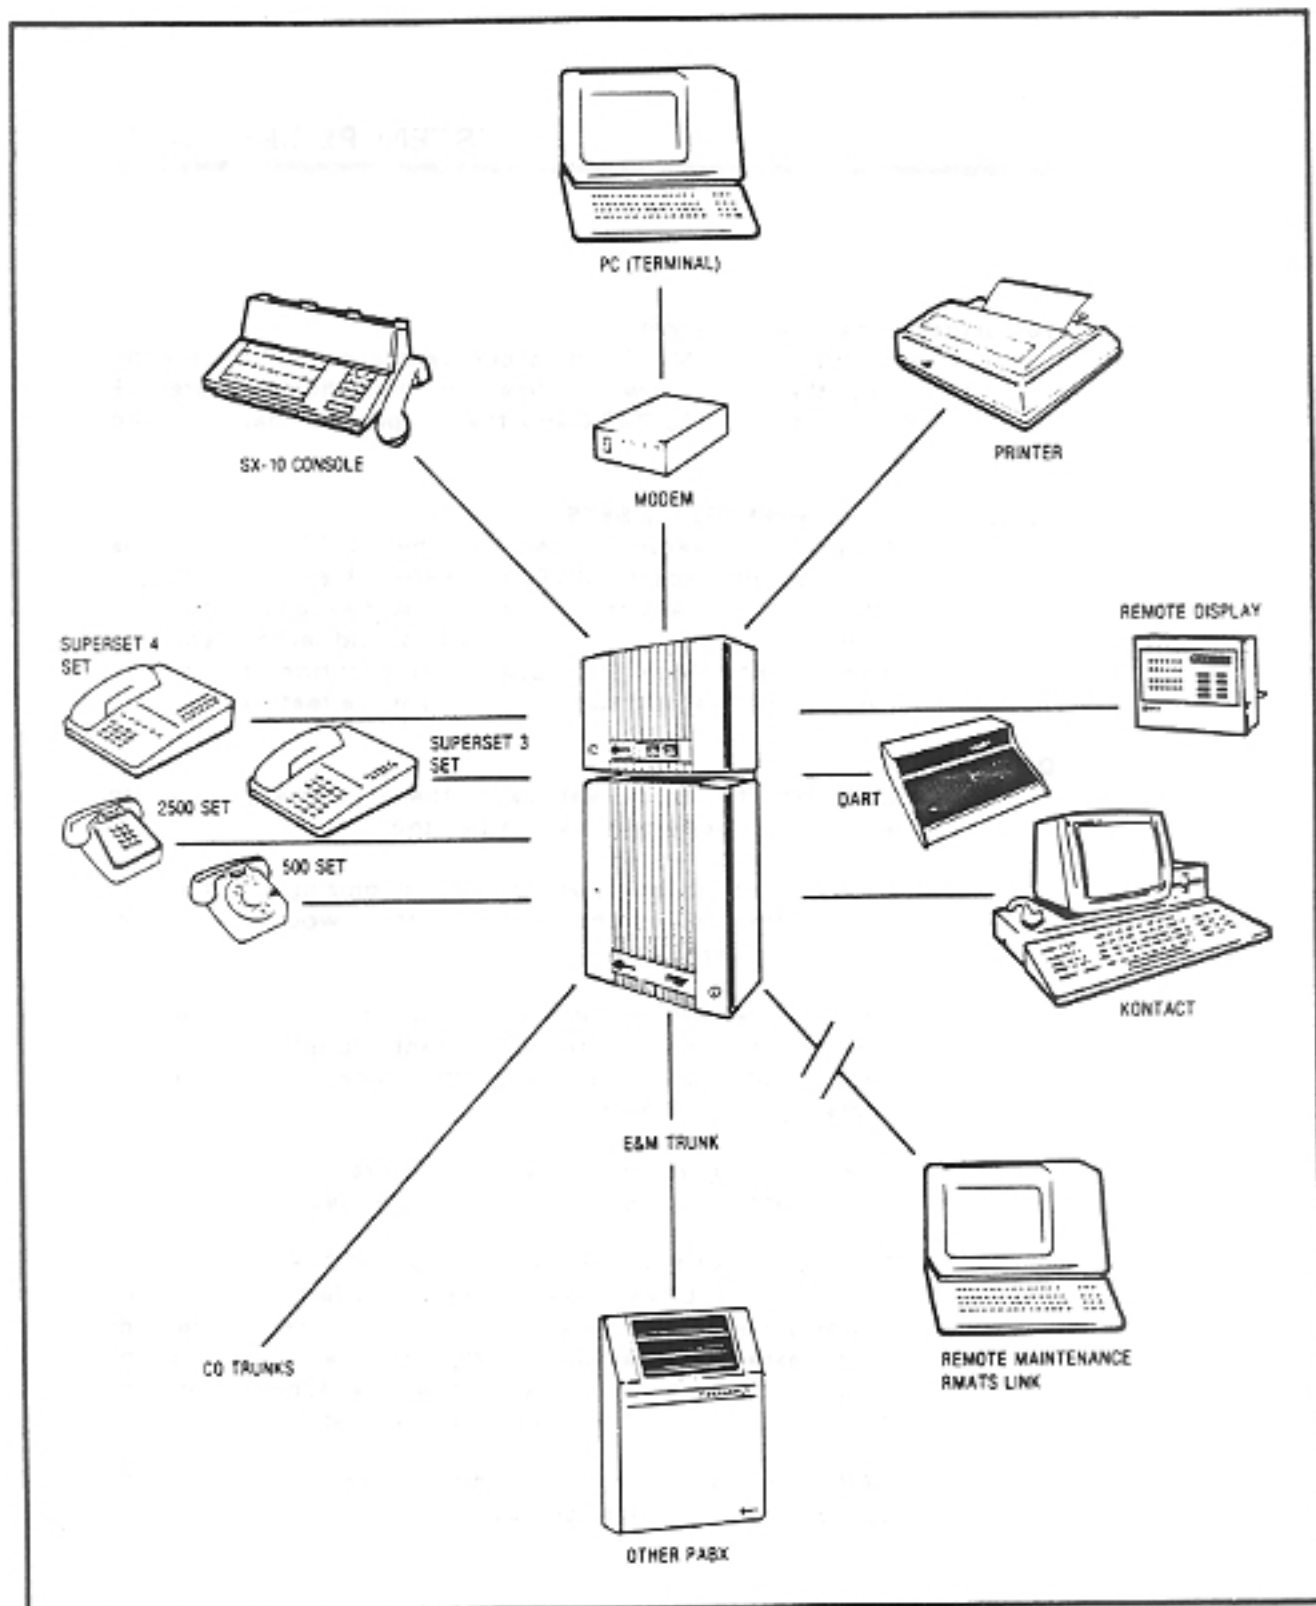 PC (TERMINAL)
SX-10 CONSOLE
PRINTER
MODEM
REMOTE DISPLAY
SUPERSET 4
SET
SUPERSET 3
SET
DART
2500 SET
500 SET
KONTACT
E&M TRUNK
CO TRUNKS
REMOTE MAINTENANCE
RMATS LINK
OTHER PABX